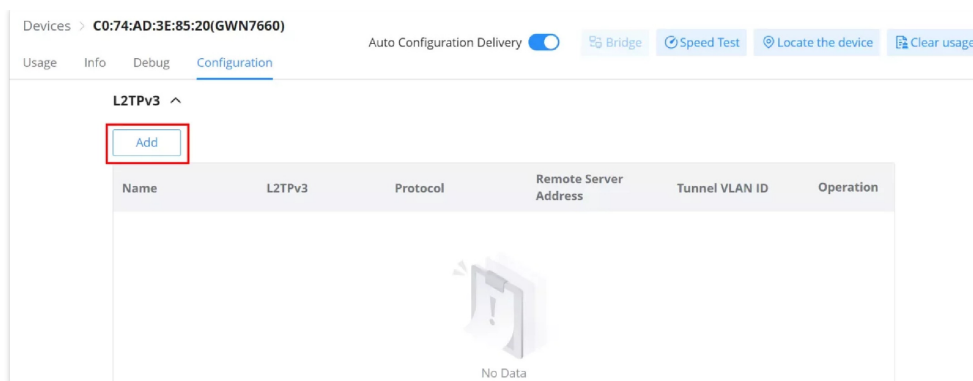 Devices > C0:74:AD:3E:85:20(GWN7660)
Auto Configuration Delivery Bridge Speed Test Locate the device Clear usage
Usage Info Debug Configuration
L2TPv3
Add
Name L2TPv3 Protocol Remote Server Address Tunnel VLAN ID Operation
No Data